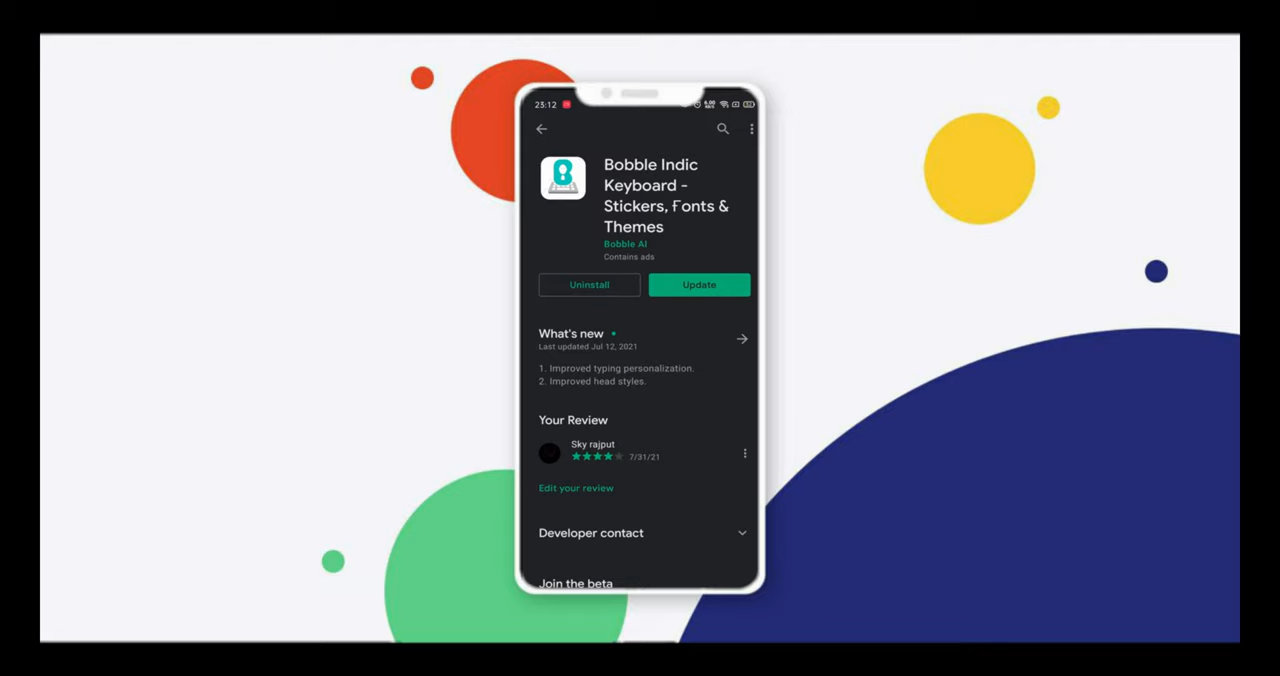 23:12
Bobble Indic
Keyboard -
Stickers, Fonts &
Themes
Bobble AI
Contains ads
Uninstall
Update
What's new
Last updated Jul 12, 2021
1. Improved typing personalization.
2. Improved head styles.
Your Review
Sky rajput
7/31/21
Edit your review
Developer contact
Join the beta